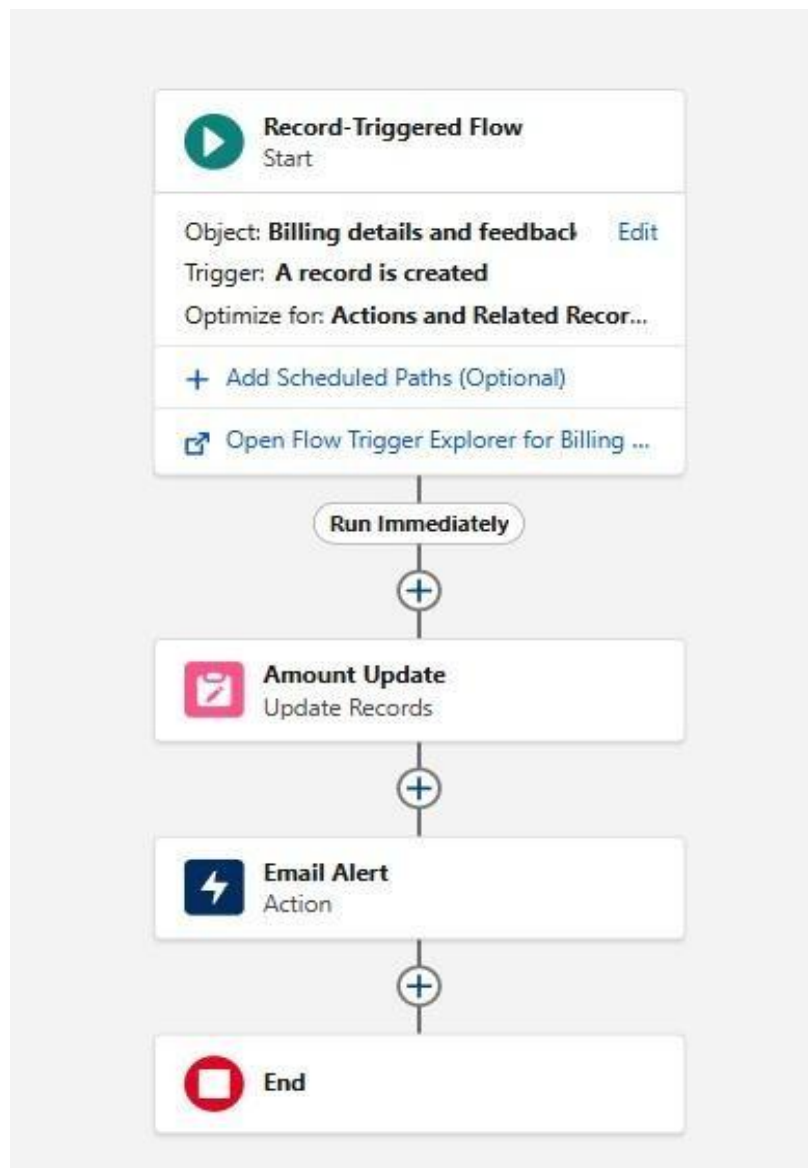 Record-Triggered Flow
Start
Object: Billing details and feedback Edit
Trigger: A record is created
Optimize for: Actions and Related Recor...
Add Scheduled Paths (Optional)
Open Flow Trigger Explorer for Billing ...
Run Immediately
Amount Update
Update Records
Email Alert
Action
End